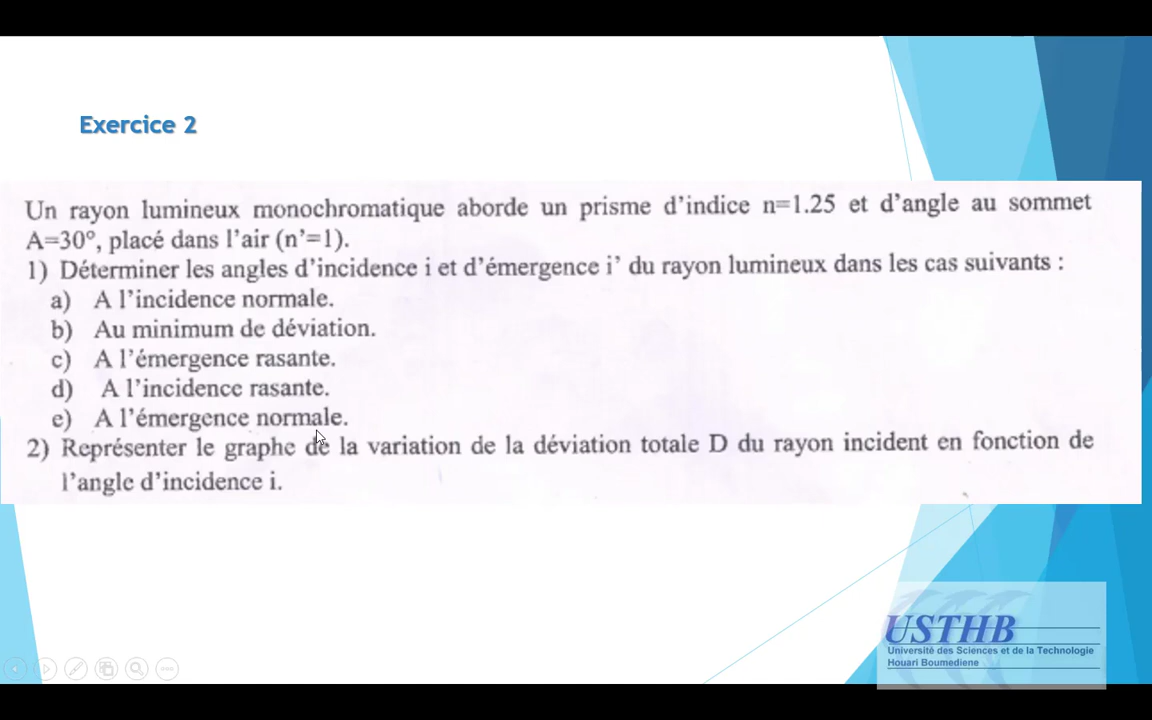 Exercice 2
Un rayon lumineux monochromatique aborde un prisme d'indice n=1.25 et d'angle au sommet
A=30°, placé dans l'air (n'=1).
1) Déterminer les angles d'incidence i et d'émergence i' du rayon lumineux dans les cas suivants :
a) A l'incidence normale.
b) Au minimum de déviation.
c) A l'émergence rasante.
d) A l'incidence rasante.
e) A l'émergence normale.
2) Représenter le graphe de la variation de la déviation totale D du rayon incident en fonction de
l'angle d'incidence i.
USTHB
Université des Sciences et de la Technologie
Houari Boumediene